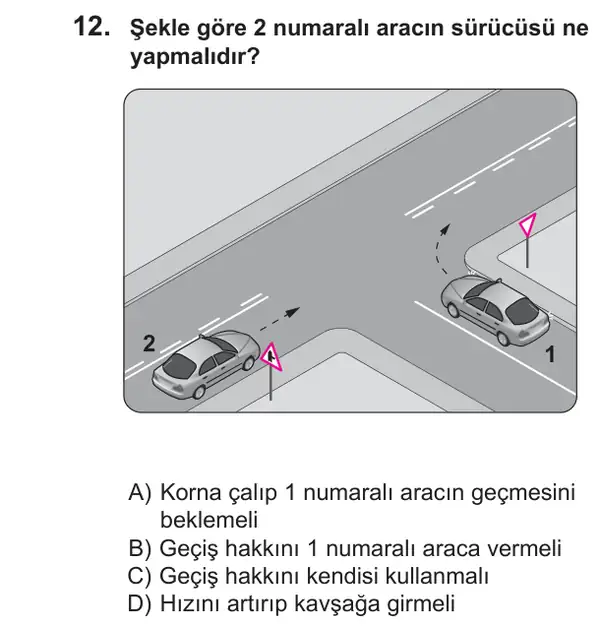 12. Şekle göre 2 numaralı aracın sürücüsü ne
yapmalıdır?
2
1
A) Korna çalıp 1 numaralı aracın geçmesini
beklemeli
B) Geçiş hakkını 1 numaralı araca vermeli
C) Geçiş hakkını kendisi kullanmalı
D) Hızını artırıp kavşağa girmeli